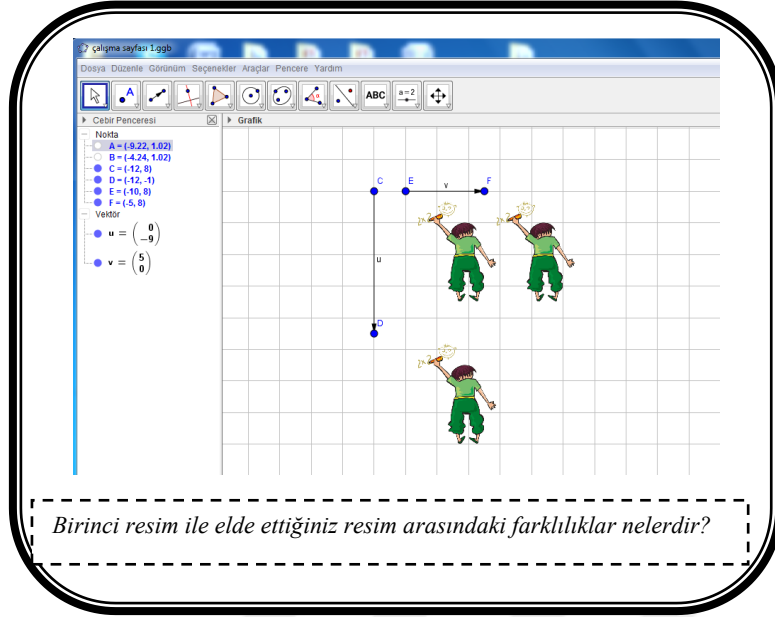 çalışma sayfası 1.ggb
Dosya Düzenle Görünüm Seçenekler Araçlar Pencere Yardım
A
ABC
a=2
Cebir Penceresi
Grafik
Nokta
A = (-9.22, 1.02)
B = (-4.24, 1.02)
C = (-12, 8)
D = (-12, -1)
E = (-10, 8)
F = (-5, 8)
Vektör
u = (0 −9)
v = (5 0)
C E F
v
u
D
Birinci resim ile elde ettiğiniz resim arasındaki farklılıklar nelerdir?